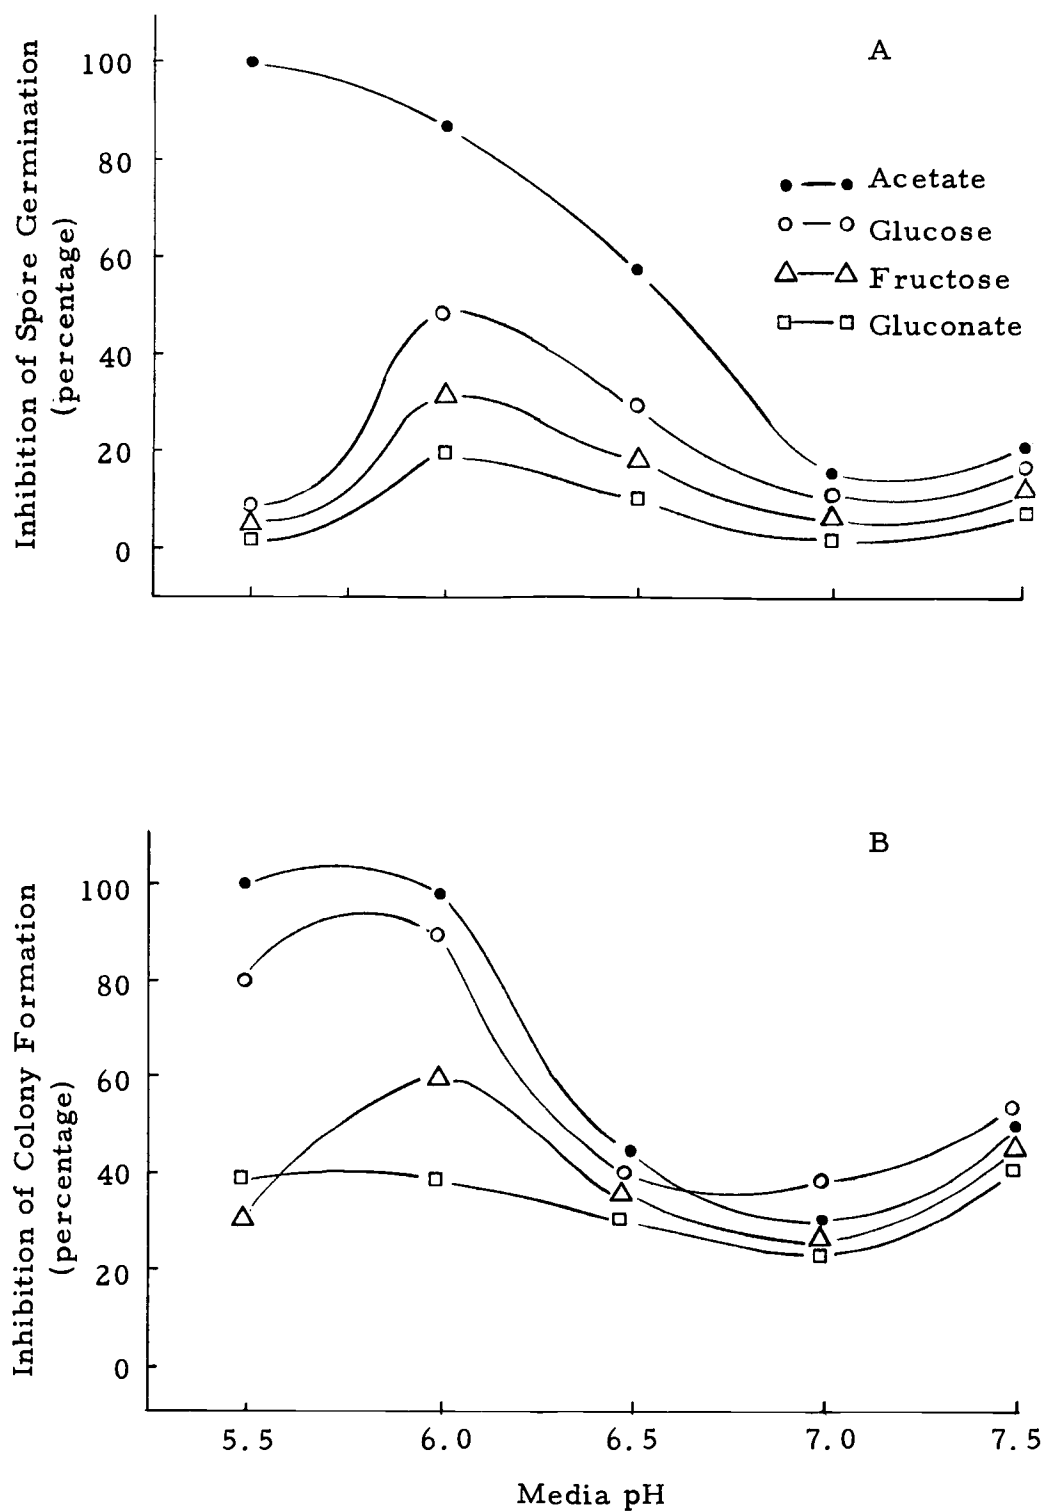 A
Inhibition of Spore Germination
(percentage)
100
80
60
40
20
0
Acetate
Glucose
Fructose
Gluconate
B
Inhibition of Colony Formation
(percentage)
100
80
60
40
20
0
5.5 6.0 6.5 7.0 7.5
Media pH